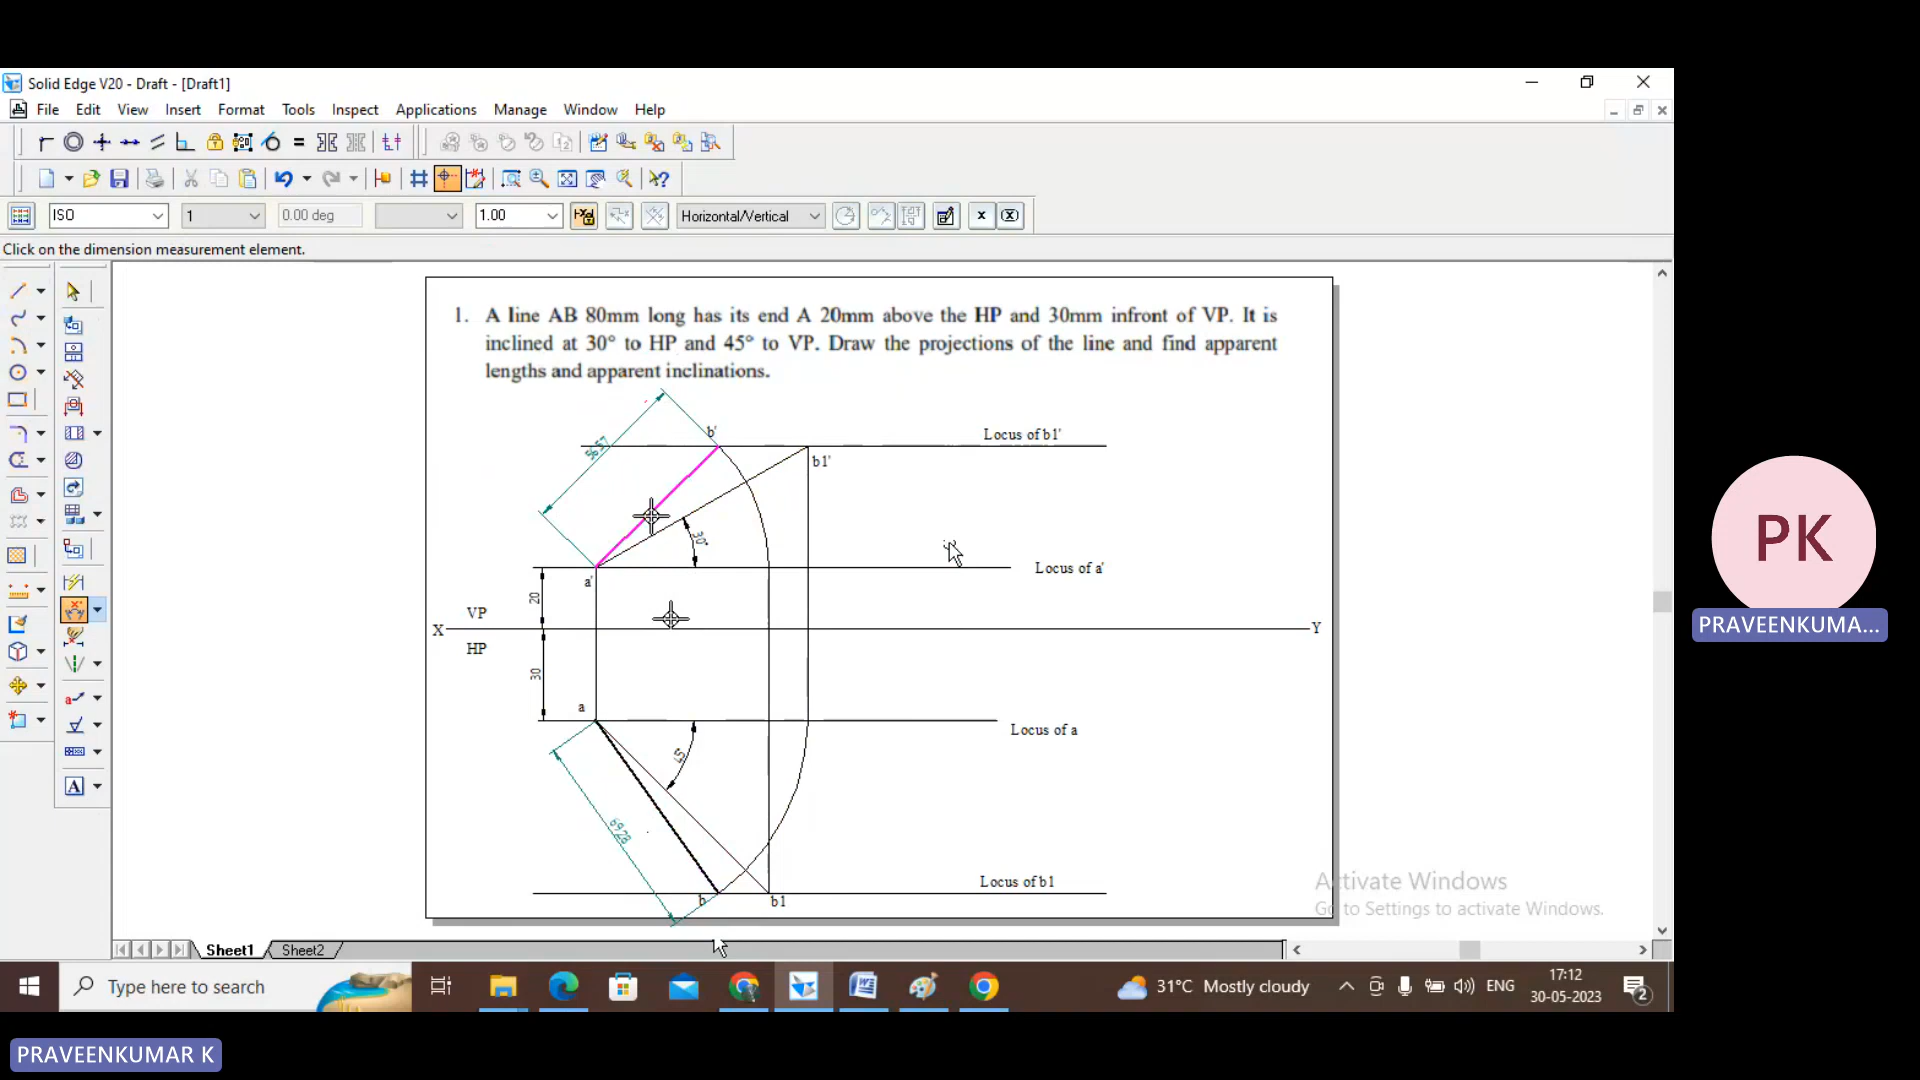 Solid Edge V20 - Draft - [Draft1]
File Edit View Insert Format Tools Inspect Applications Manage Window Help
ISO 1 0.00 deg 1.00 Horizontal/Vertical
Click on the dimension measurement element.
1. A line AB 80mm long has its end A 20mm above the HP and 30mm infront of VP. It is
inclined at 30° to HP and 45° to VP. Draw the projections of the line and find apparent
lengths and apparent inclinations.
b' Locus of b1'
56.57
b1'
30°
a' Locus of a'
20
VP
X Y
HP
30
a
Locus of a
69.28
Locus of b1
b b1
PK
PRAVEENKUMA...
Activate Windows
Go to Settings to activate Windows.
Sheet1 Sheet2
Type here to search
31°C Mostly cloudy ENG 17:12
30-05-2023
2
PRAVEENKUMAR K